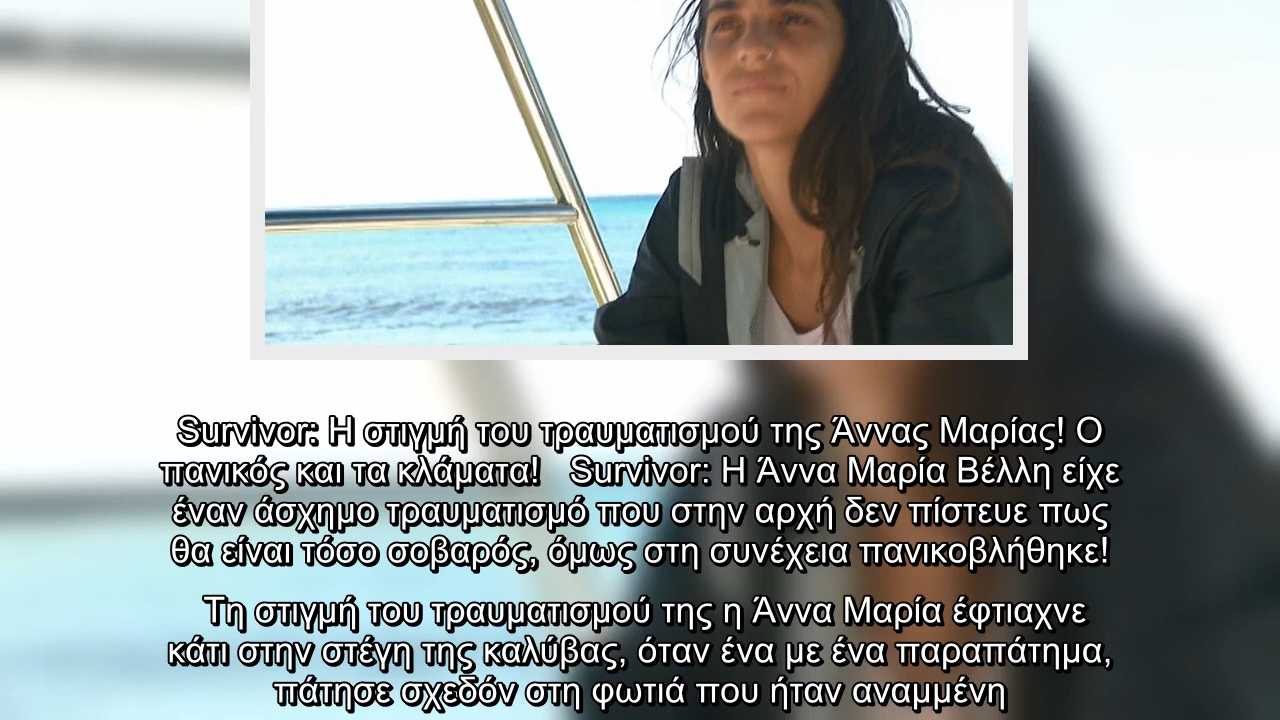 Survivor: Η στιγμή του τραυματισμού της Άννας Μαρίας! Ο
πανικός και τα κλάματα! Survivor: Η Άννα Μαρία Βέλλη είχε
έναν άσχημο τραυματισμό που στην αρχή δεν πίστευε πως
θα είναι τόσο σοβαρός, όμως στη συνέχεια πανικοβλήθηκε!
Τη στιγμή του τραυματισμού της η Άννα Μαρία έφτιαχνε
κάτι στην στέγη της καλύβας, όταν ένα με ένα παραπάτημα,
πάτησε σχεδόν στη φωτιά που ήταν αναμμένη